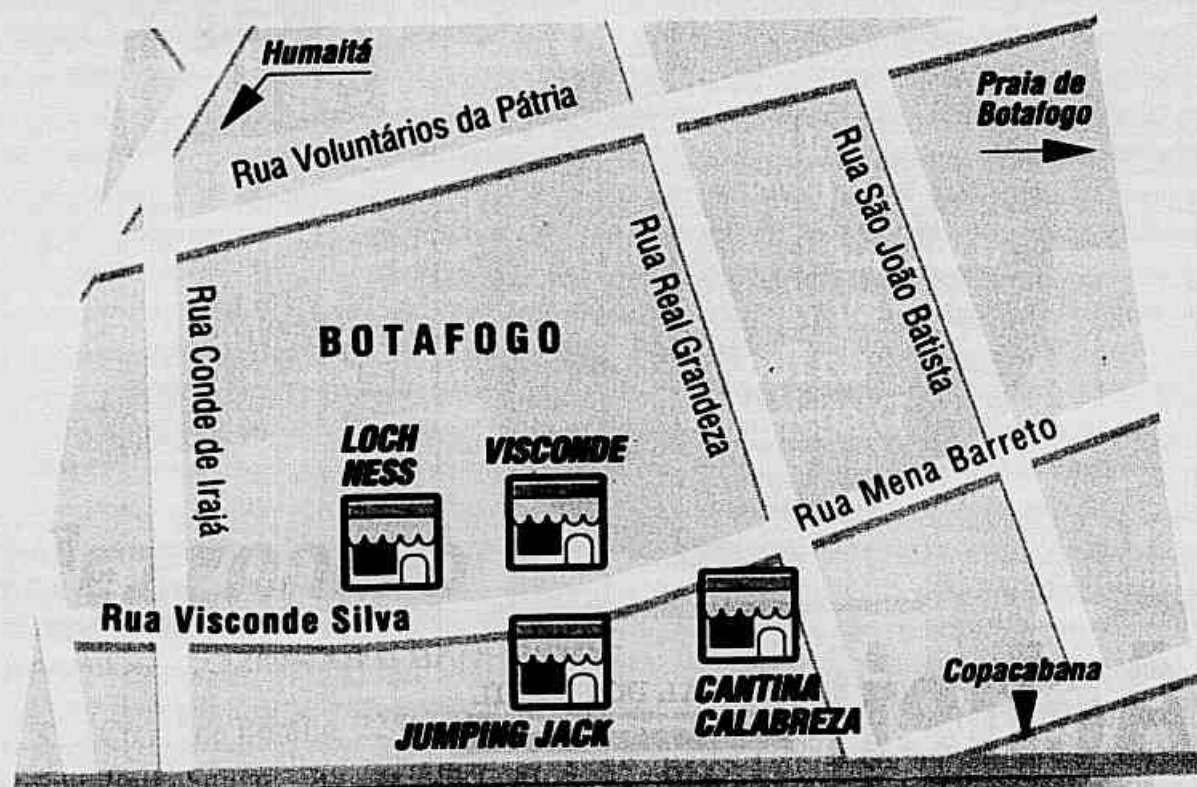 Humaitá
Rua Voluntários da Pátria
Praia de
Botafogo
Rua São João Batista
Rua Real Grandeza
Rua Conde de Irajá
BOTAFOGO
LOCH
NESS
VISCONDE
Rua Mena Barreto
Rua Visconde Silva
JUMPING JACK
CANTINA
CALABREZA
Copacabana